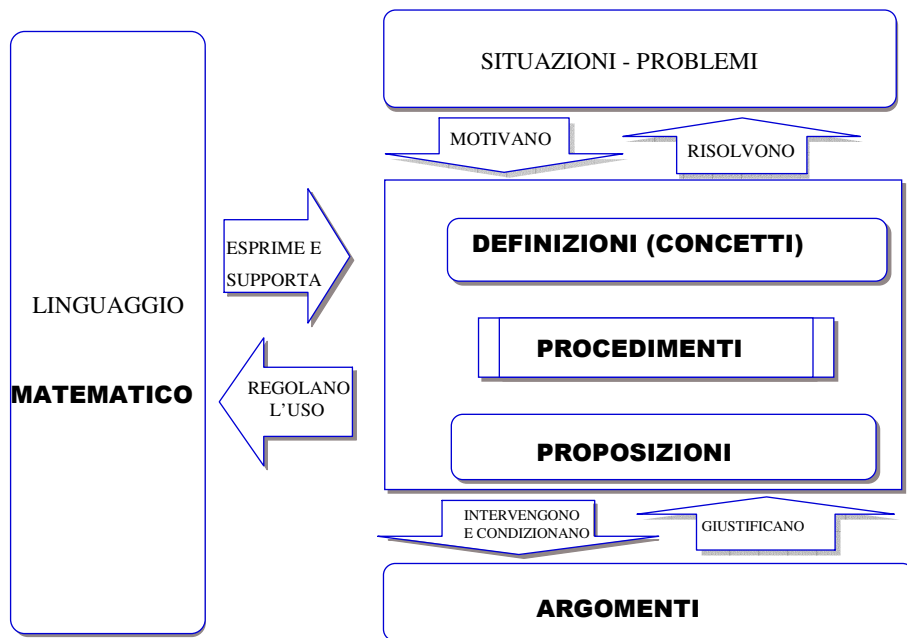 SITUAZIONI - PROBLEMI
MOTIVANO
RISOLVONO
DEFINIZIONI (CONCETTI)
ESPRIME E
SUPPORTA
LINGUAGGIO
MATEMATICO
PROCEDIMENTI
REGOLANO
L'USO
PROPOSIZIONI
INTERVENGONO
E CONDIZIONANO
GIUSTIFICANO
ARGOMENTI